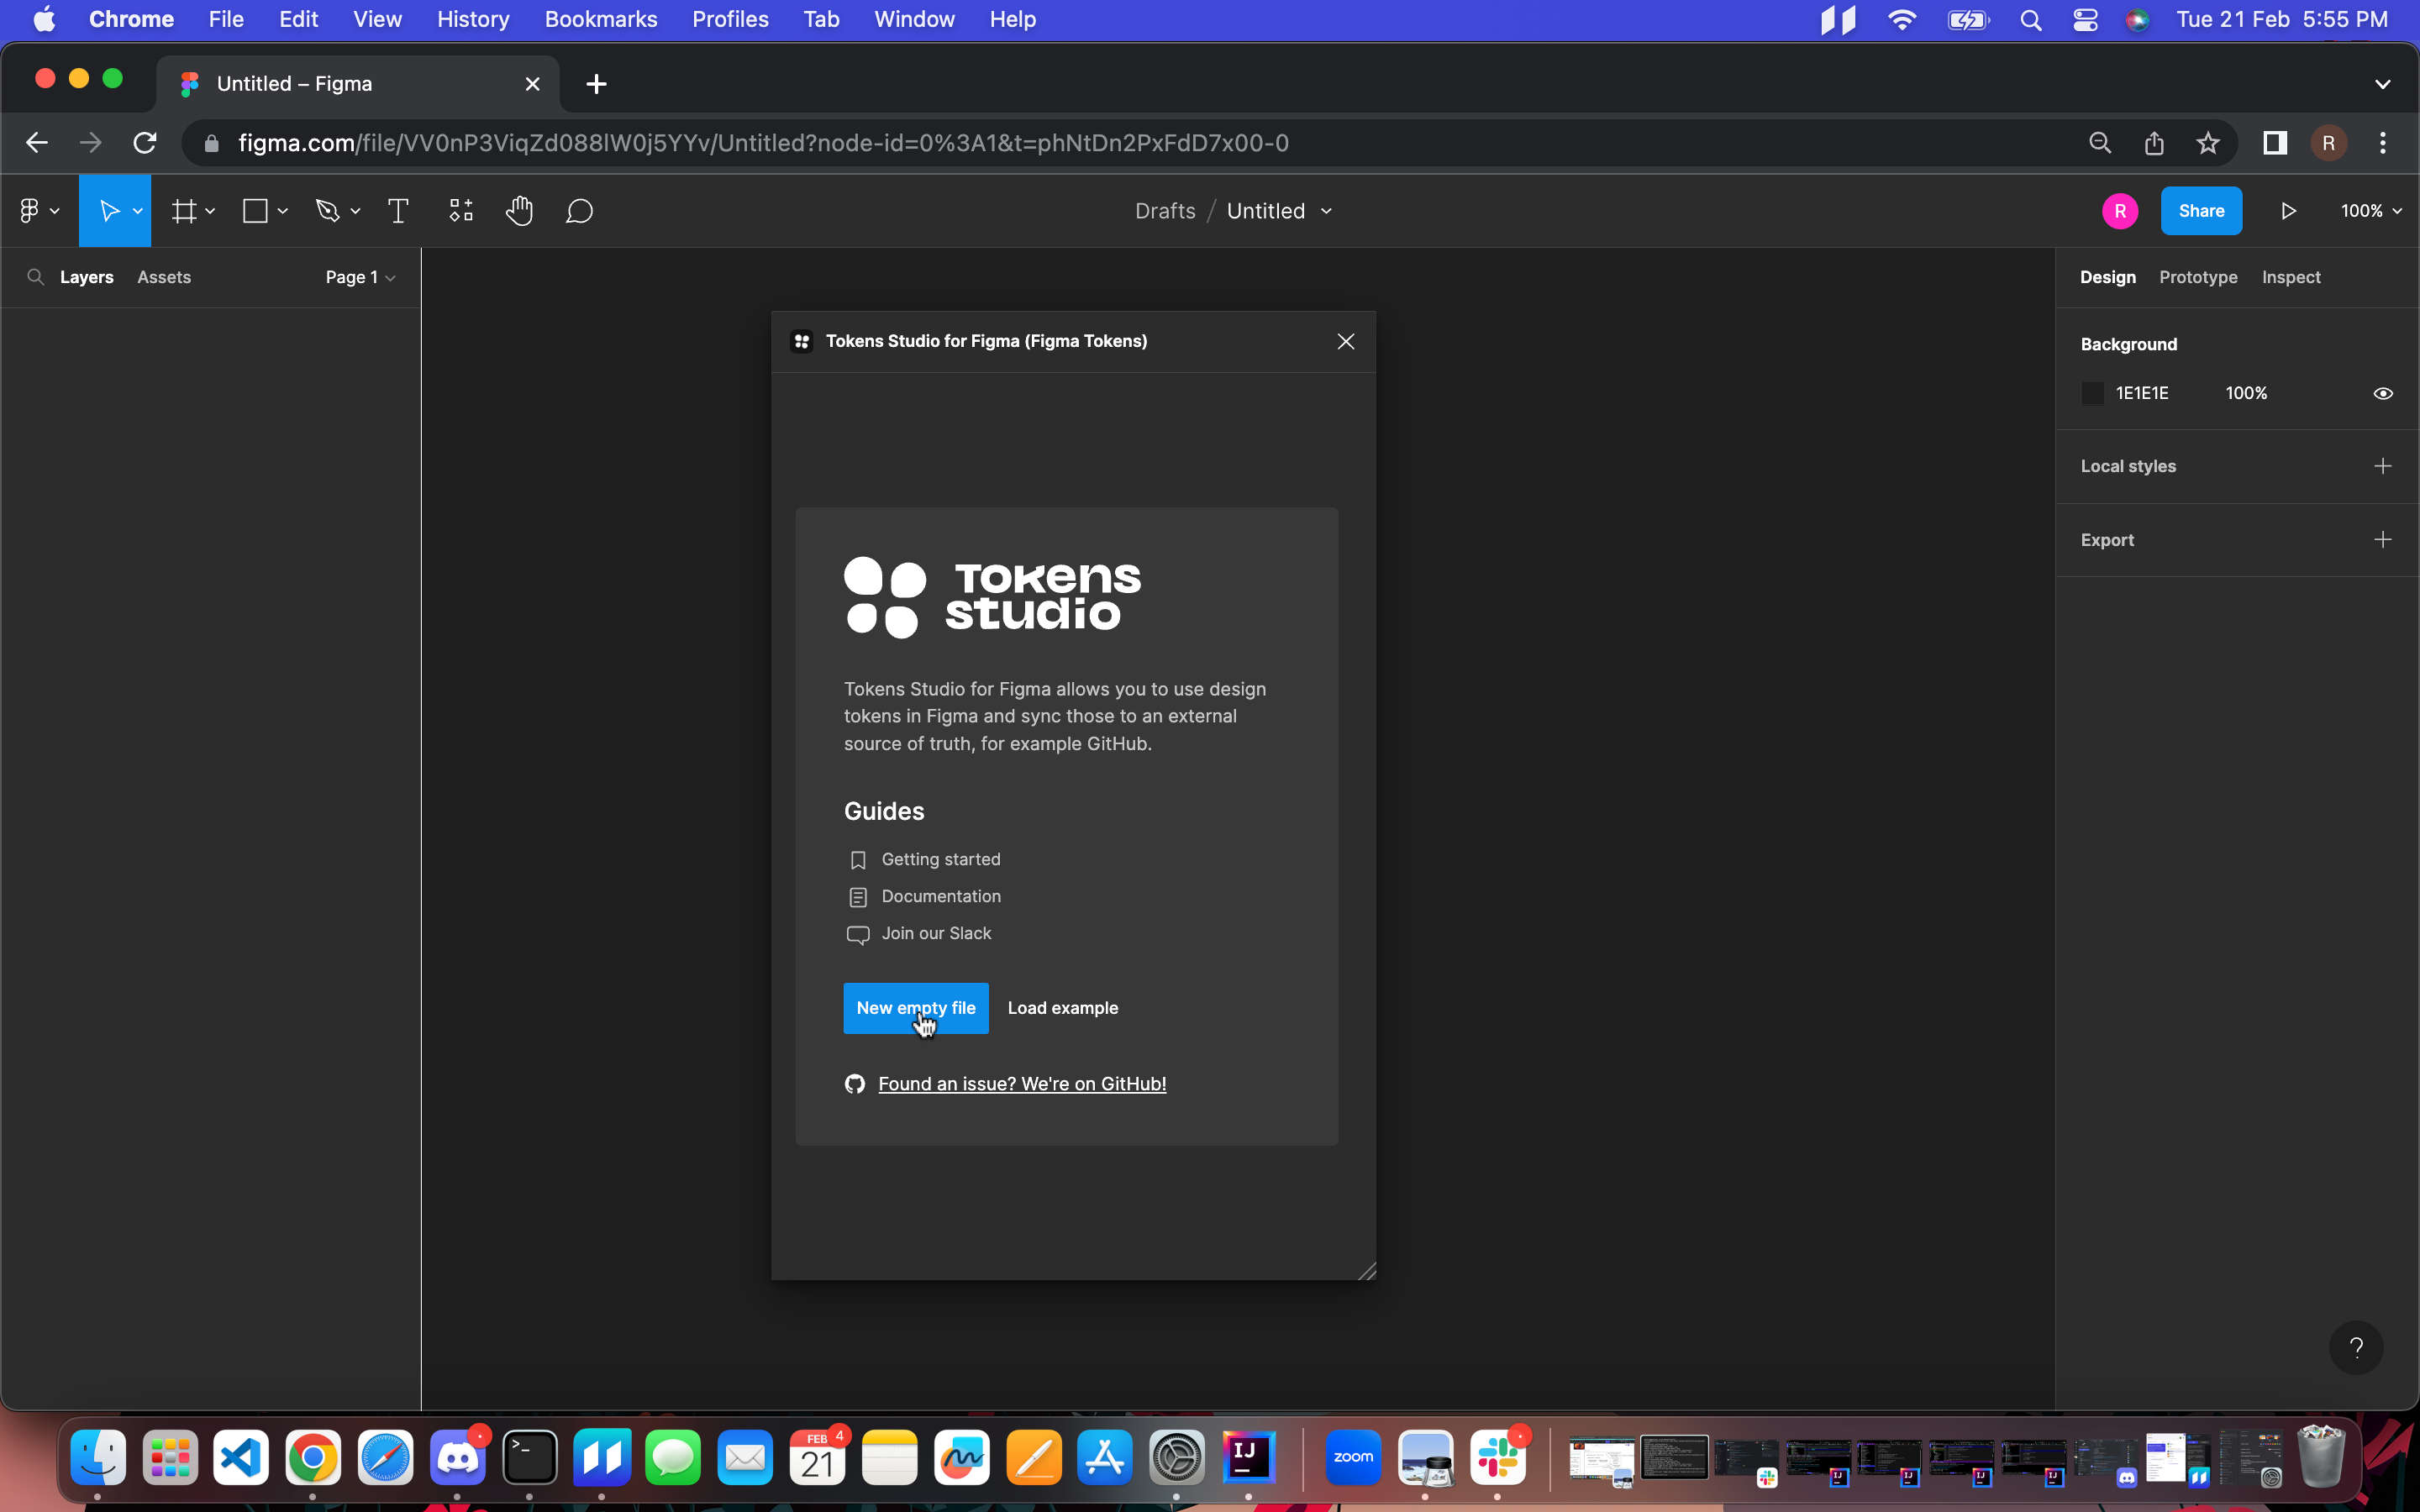 Chrome File Edit View History Bookmarks Profiles Tab Window Help Tue 21 Feb 5:55 PM
Untitled – Figma
figma.com/file/VV0nP3ViqZd088lW0j5YYv/Untitled?node-id=0%3A1&t=phNtDn2PxFdD7x00-0 R
Drafts / Untitled R Share 100%
Layers Assets Page 1 Design Prototype Inspect
Tokens Studio for Figma (Figma Tokens)
Background
1E1E1E 100%
Local styles
Export
Tokens
studio
Tokens Studio for Figma allows you to use design
tokens in Figma and sync those to an external
source of truth, for example GitHub.
Guides
Getting started
Documentation
Join our Slack
New empty file Load example
Found an issue? We're on GitHub!
?
FEB 4
21
IJ
zoom